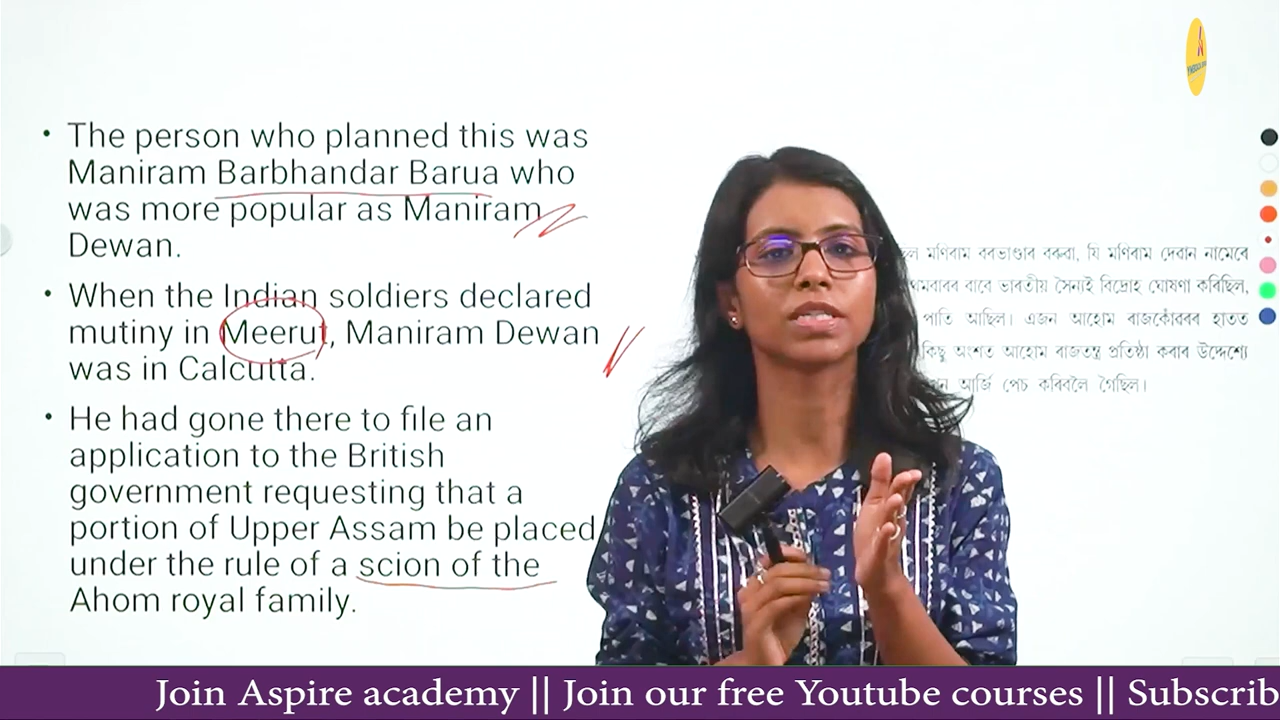 • The person who planned this was
Maniram Barbhandar Barua who
was more popular as Maniram
Dewan.
• When the Indian soldiers declared
mutiny in Meerut, Maniram Dewan
was in Calcutta.
• He had gone there to file an
application to the British
government requesting that a
portion of Upper Assam be placed
under the rule of a scion of the
Ahom royal family.
মণিৰাম বৰভাণ্ডাৰ বৰুৱা, যি মণিৰাম দেৱান নামেৰে
বাবে ভাৰতীয় সৈন্যই বিদ্ৰোহ ঘোষণা কৰিছিল,
পাতি আছিল। এজন আহোম ৰাজকোঁৱৰৰ হাতত
কিছু অংশত আহোম ৰাজতন্ত্ৰ প্ৰতিষ্ঠা কৰাৰ উদ্দেশ্যে
আৰ্জি পেচ কৰিবলৈ গৈছিল।
Join Aspire academy || Join our free Youtube courses || Subscrib